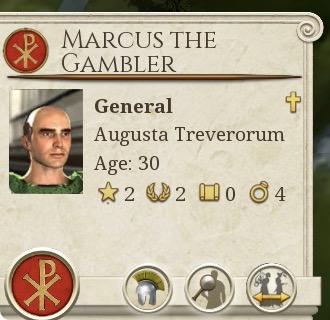 MARCUS THE
GAMBLER
General
Augusta Treverorum
Age: 30
2 2 0 4